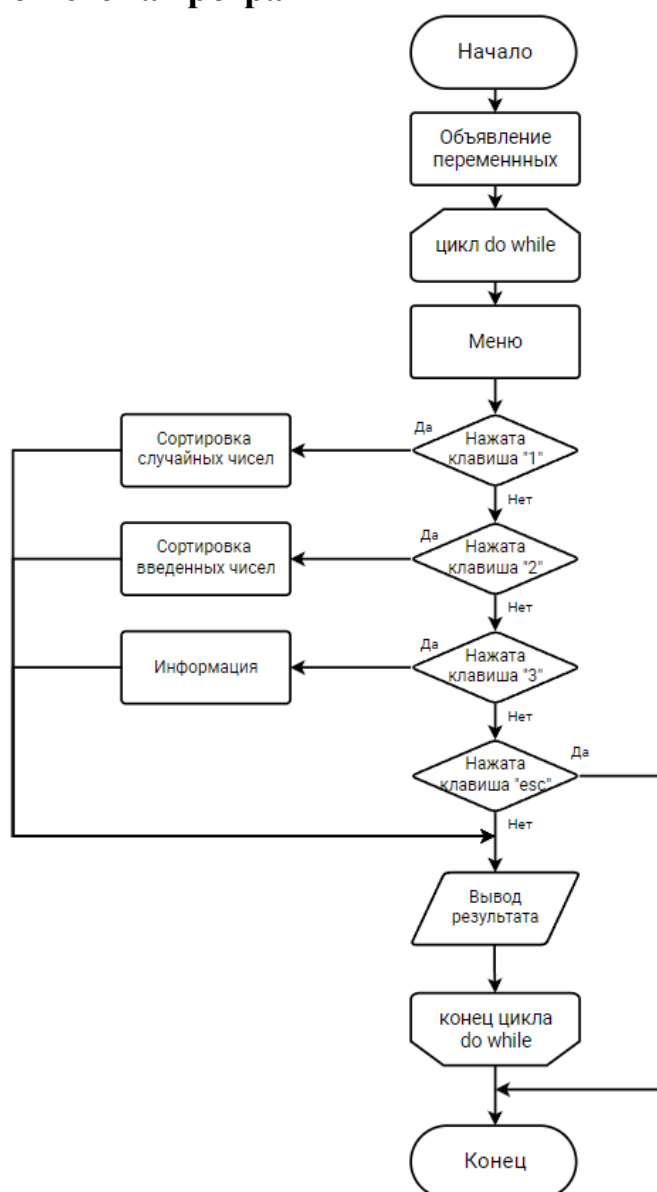 Начало
Объявление
переменнных
цикл do while
Меню
Да
Нажата
клавиша "1"
Сортировка
случайных чисел
Нет
Да
Нажата
клавиша "2"
Сортировка
введенных чисел
Нет
Да
Нажата
клавиша "3"
Информация
Нет
Нажата
клавиша "esc"
Да
Нет
Вывод
результата
конец цикла
do while
Конец